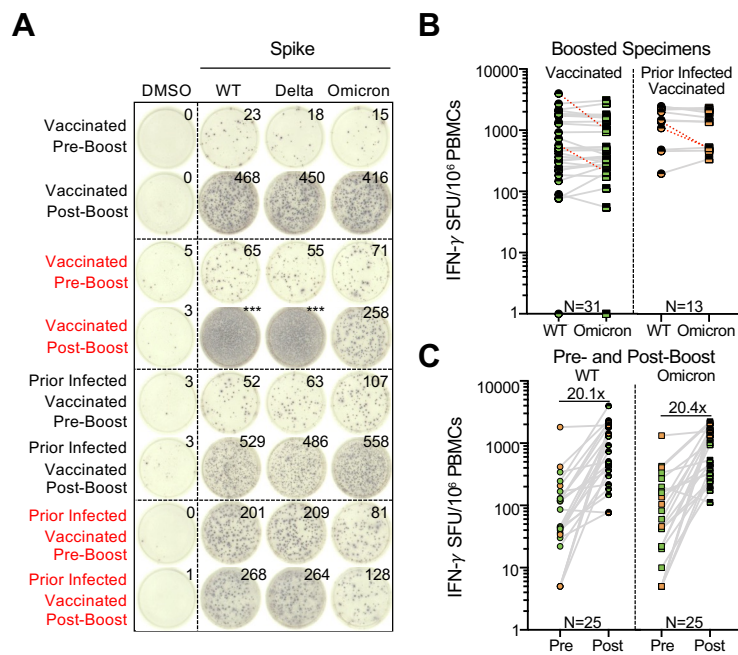 A
Spike
DMSO WT Delta Omicron
Vaccinated
Pre-Boost
0 23 18 15
Vaccinated
Post-Boost
0 468 450 416
Vaccinated
Pre-Boost
5 65 55 71
Vaccinated
Post-Boost
3 *** *** 258
Prior Infected
Vaccinated
Pre-Boost
3 52 63 107
Prior Infected
Vaccinated
Post-Boost
3 529 486 558
Prior Infected
Vaccinated
Pre-Boost
0 201 209 81
Prior Infected
Vaccinated
Post-Boost
1 268 264 128
B
Boosted Specimens
Vaccinated
Prior Infected
Vaccinated
IFN-γ SFU/10⁶ PBMCs
10000
1000
100
10
1
N=31 N=13
WT Omicron WT Omicron
C
Pre- and Post-Boost
WT Omicron
20.1x 20.4x
IFN-γ SFU/10⁶ PBMCs
10000
1000
100
10
1
N=25 N=25
Pre Post Pre Post